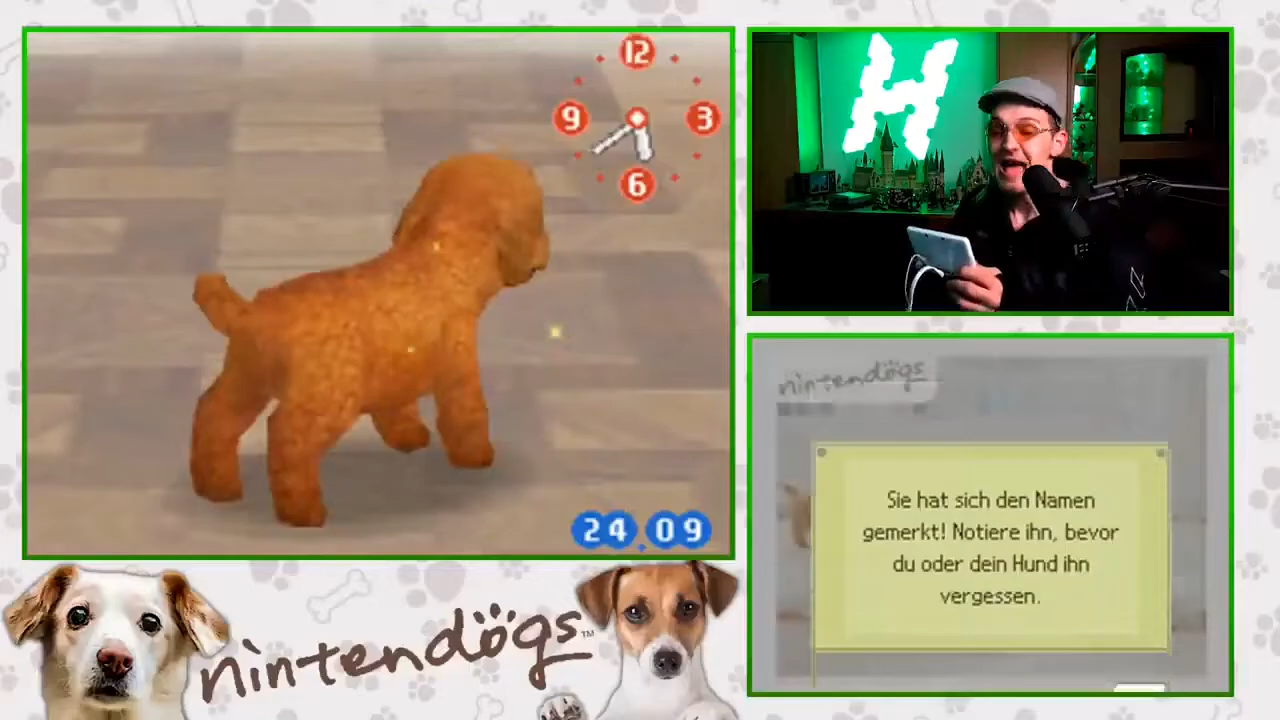 12
9
3
6
24.09
H
nintendogs
Sie hat sich den Namen
gemerkt! Notiere ihn, bevor
du oder dein Hund ihn
vergessen.
nintendögs™